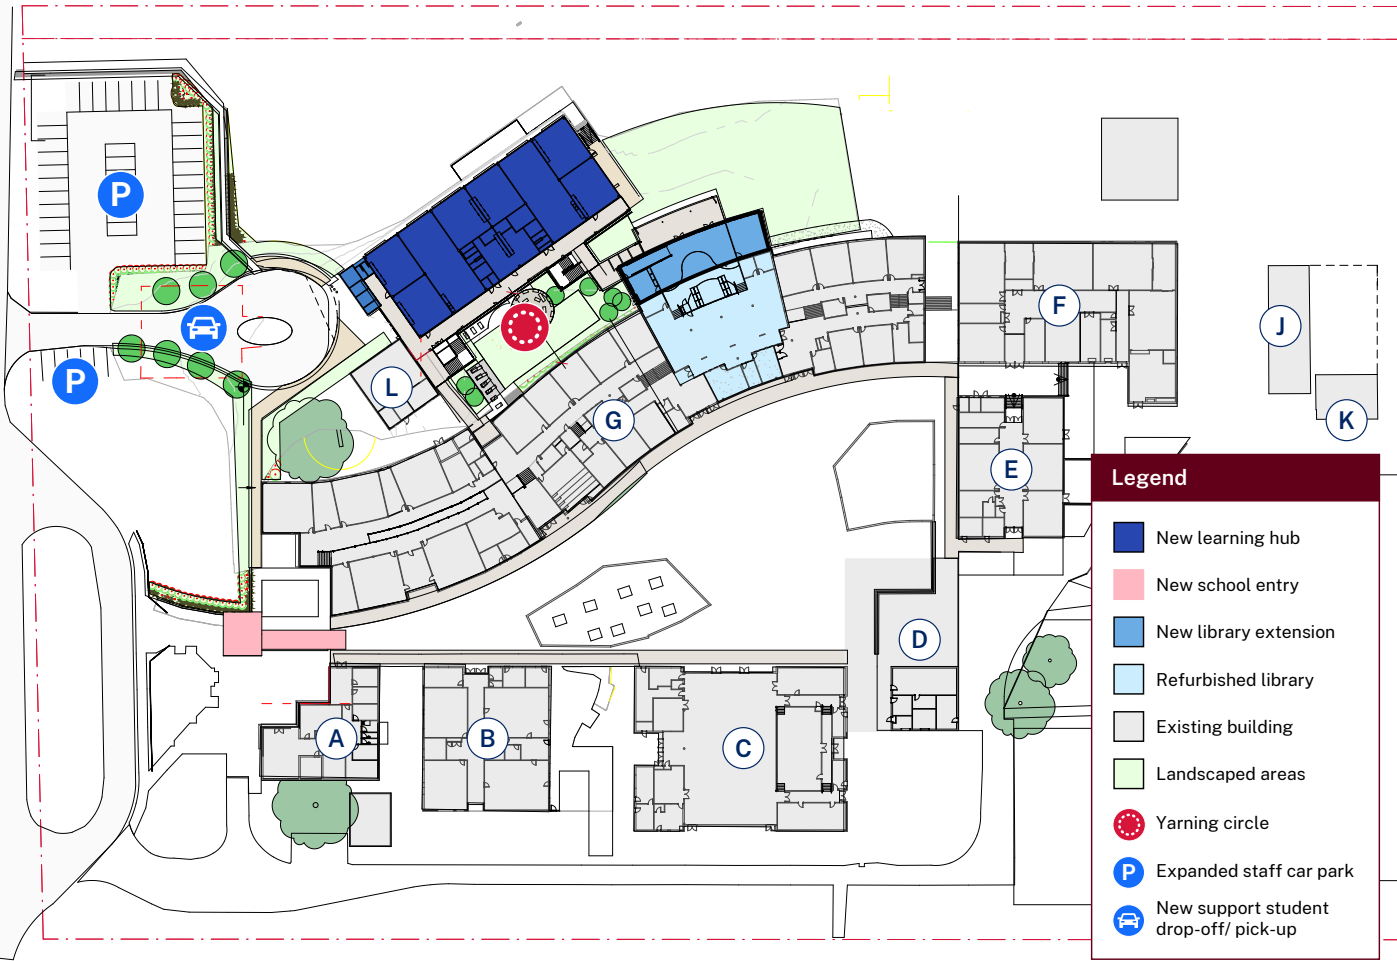 P
P
L
G
F
E
J
K
D
A
B
C
Legend
New learning hub
New school entry
New library extension
Refurbished library
Existing building
Landscaped areas
Yarning circle
P
Expanded staff car park
New support student
drop-off/ pick-up